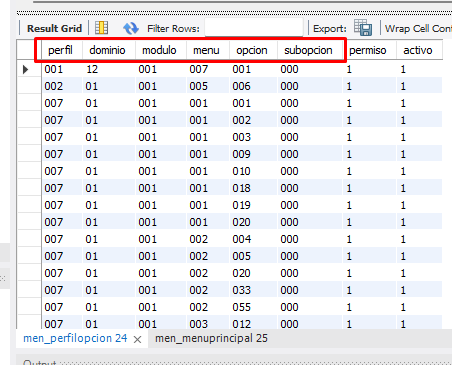 Result Grid Filter Rows: Export: Wrap Cell Cont
perfil dominio modulo menu opcion subopcion permiso activo
001 12 001 007 001 000 1 1
002 01 001 005 006 000 1 1
007 01 001 001 001 000 1 1
007 01 001 001 002 000 1 1
007 01 001 001 003 000 1 1
007 01 001 001 009 000 1 1
007 01 001 001 010 000 1 1
007 01 001 001 018 000 1 1
007 01 001 001 019 000 1 1
007 01 001 001 020 000 1 1
007 01 001 002 004 000 1 1
007 01 001 002 005 000 1 1
007 01 001 002 020 000 1 1
007 01 001 002 033 000 1 1
007 01 001 002 055 000 1 1
007 01 001 003 012 000 1 1
men_perfilopcion 24 men_menuprincipal 25
Output